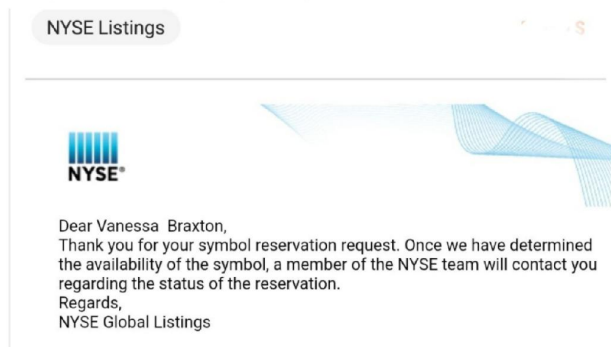 NYSE Listings
NYSE®
Dear Vanessa Braxton,
Thank you for your symbol reservation request. Once we have determined
the availability of the symbol, a member of the NYSE team will contact you
regarding the status of the reservation.
Regards,
NYSE Global Listings